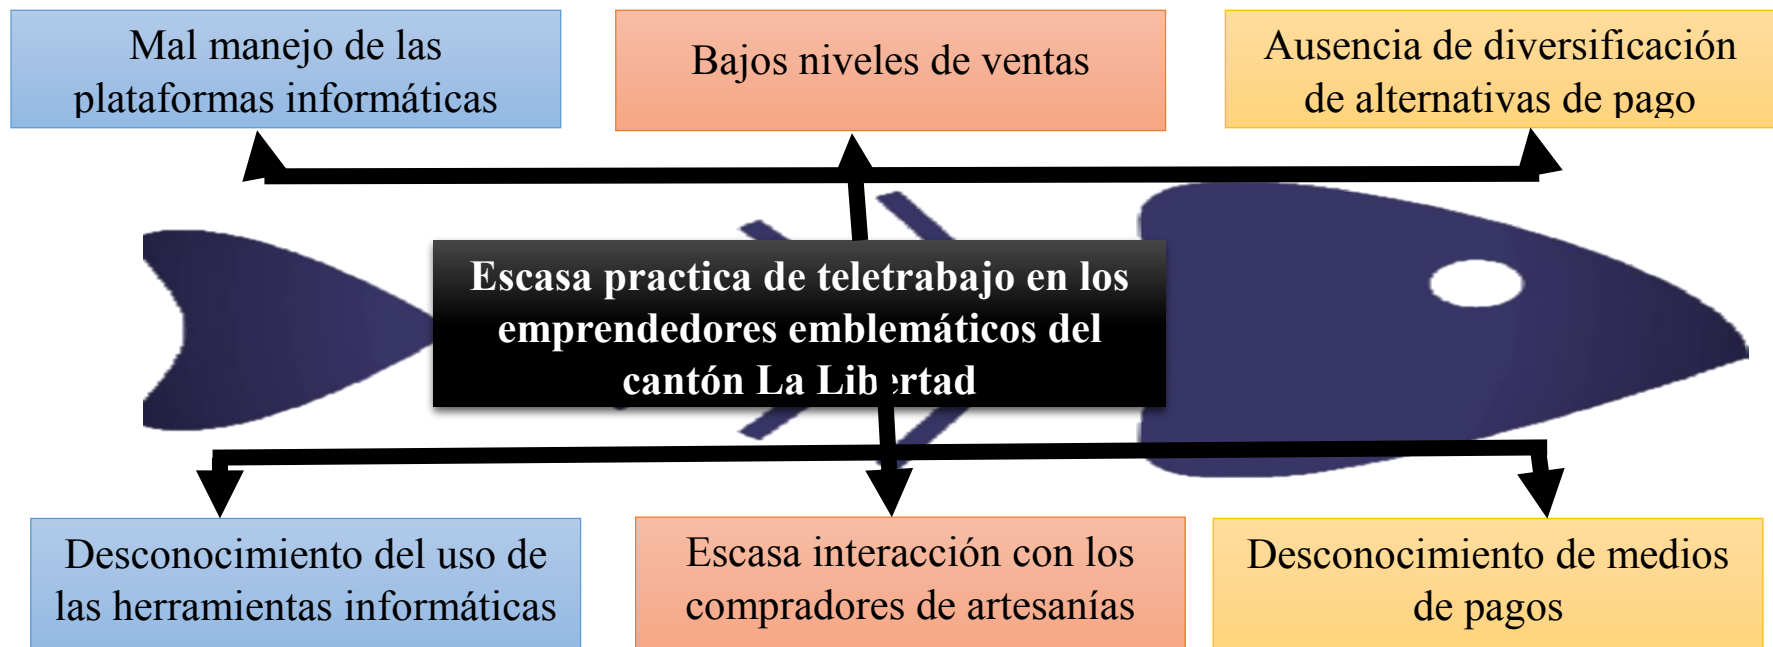 Mal manejo de las
plataformas informáticas
Bajos niveles de ventas
Ausencia de diversificación
de alternativas de pago
Escasa practica de teletrabajo en los
emprendedores emblemáticos del
cantón La Libertad
Desconocimiento del uso de
las herramientas informáticas
Escasa interacción con los
compradores de artesanías
Desconocimiento de medios
de pagos